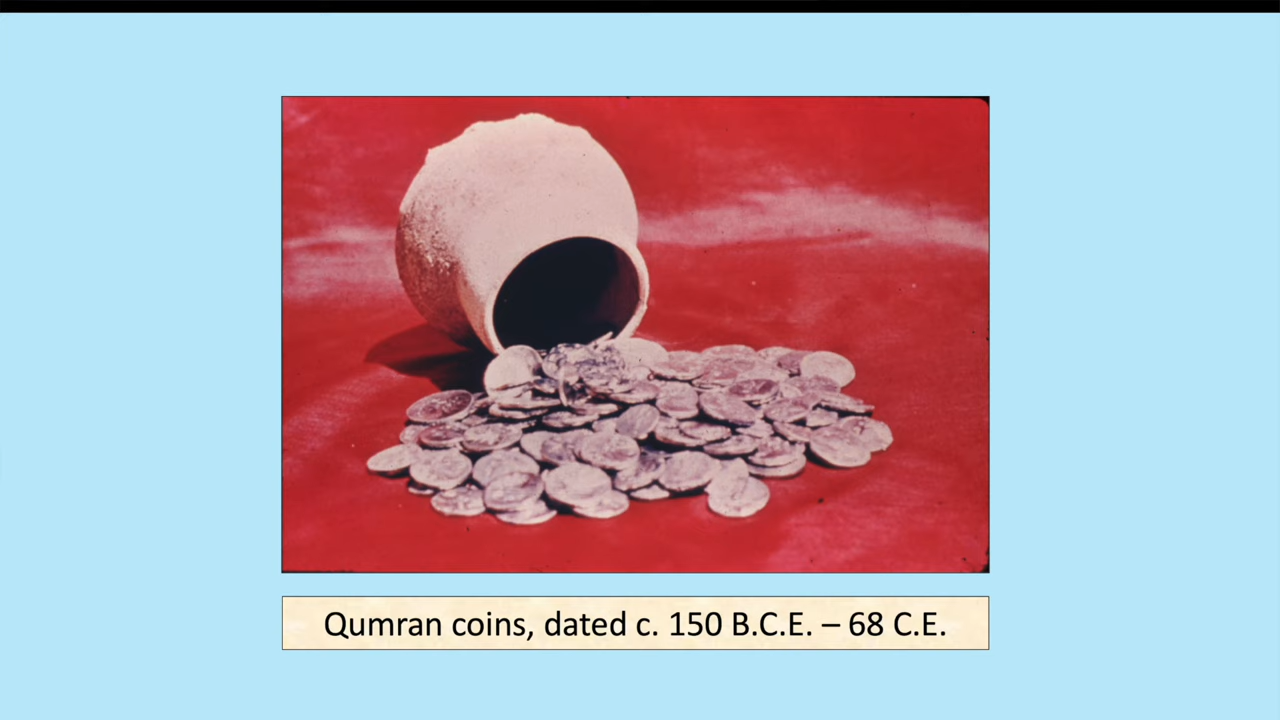 Qumran coins, dated c. 150 B.C.E. – 68 C.E.